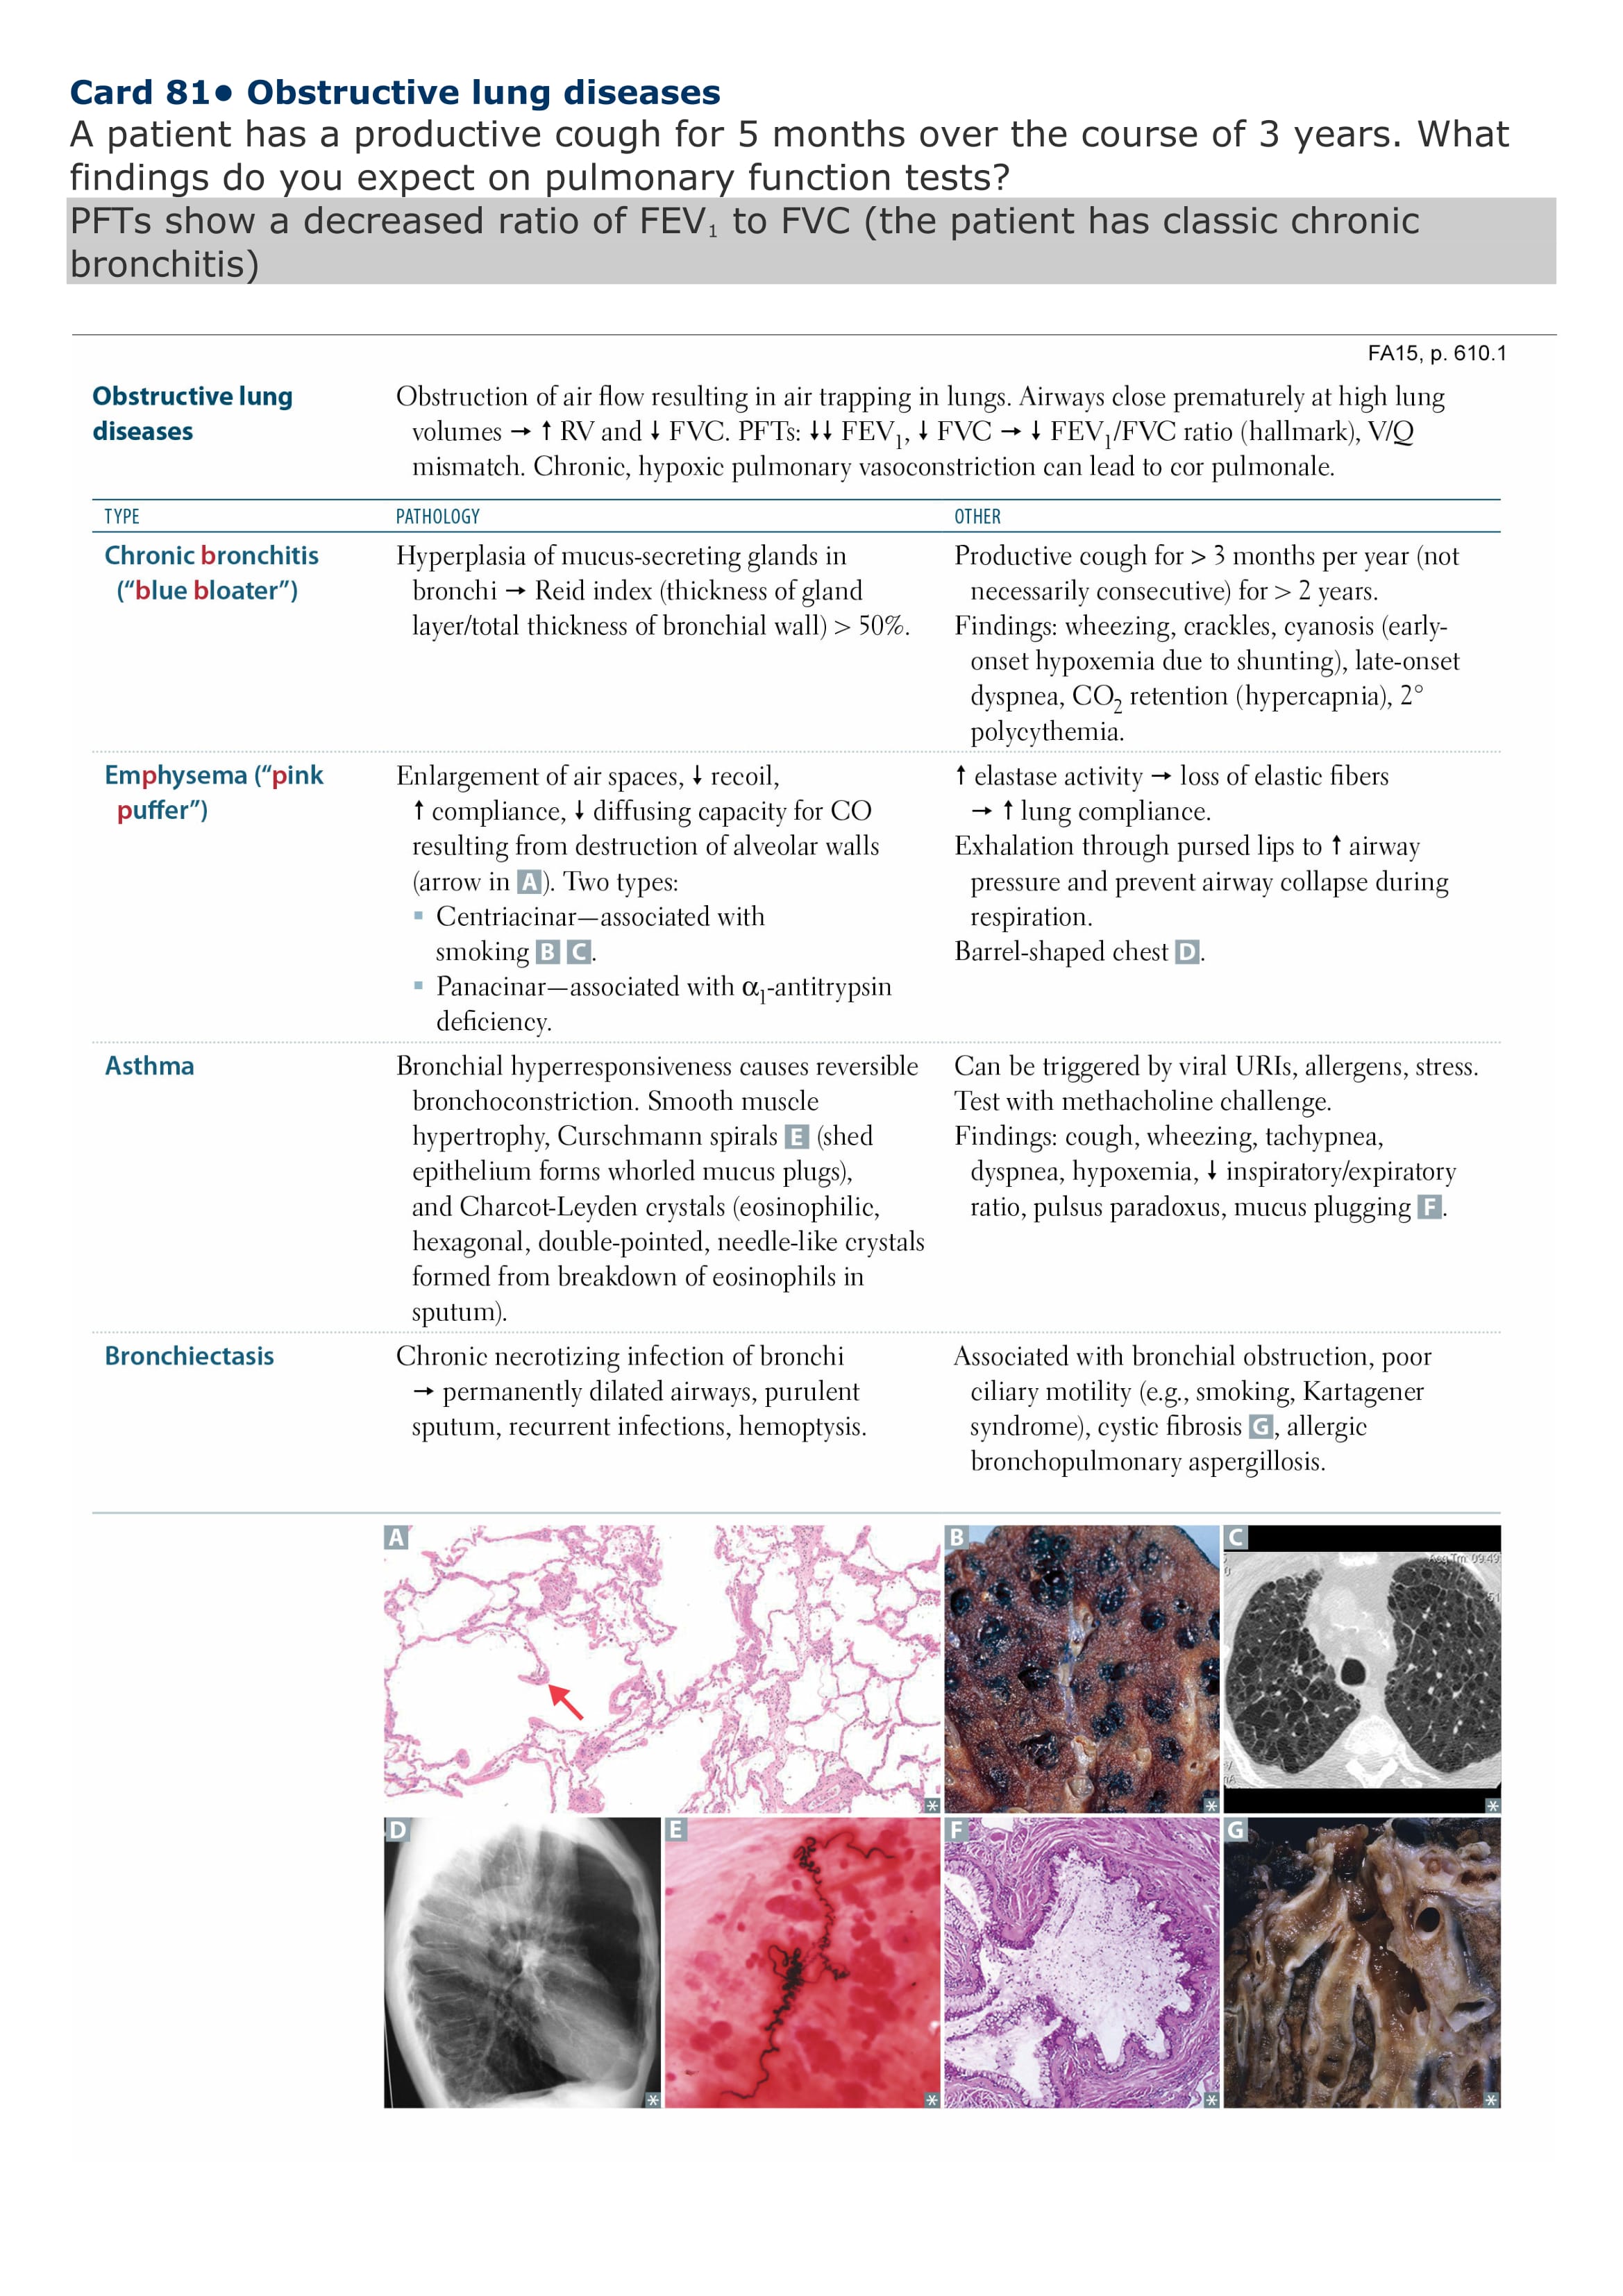 Card 81• Obstructive lung diseases
A patient has a productive cough for 5 months over the course of 3 years. What
findings do you expect on pulmonary function tests?
PFTs show a decreased ratio of FEV₁ to FVC (the patient has classic chronic
bronchitis)
FA15, p. 610.1
Obstructive lung
diseases
Obstruction of air flow resulting in air trapping in lungs. Airways close prematurely at high lung
volumes → ↑ RV and ↓ FVC. PFTs: ↓↓ FEV₁, ↓ FVC → ↓ FEV₁/FVC ratio (hallmark), V/Q
mismatch. Chronic, hypoxic pulmonary vasoconstriction can lead to cor pulmonale.
TYPE
PATHOLOGY
OTHER
Chronic bronchitis
(“blue bloater”)
Hyperplasia of mucus-secreting glands in
bronchi → Reid index (thickness of gland
layer/total thickness of bronchial wall) > 50%.
Productive cough for > 3 months per year (not
necessarily consecutive) for > 2 years.
Findings: wheezing, crackles, cyanosis (early-
onset hypoxemia due to shunting), late-onset
dyspnea, CO₂ retention (hypercapnia), 2°
polycythemia.
Emphysema (“pink
puffer”)
Enlargement of air spaces, ↓ recoil,
↑ compliance, ↓ diffusing capacity for CO
resulting from destruction of alveolar walls
(arrow in A). Two types:
▪ Centriacinar—associated with
smoking B C.
▪ Panacinar—associated with α₁-antitrypsin
deficiency.
↑ elastase activity → loss of elastic fibers
→ ↑ lung compliance.
Exhalation through pursed lips to ↑ airway
pressure and prevent airway collapse during
respiration.
Barrel-shaped chest D.
Asthma
Bronchial hyperresponsiveness causes reversible
bronchoconstriction. Smooth muscle
hypertrophy, Curschmann spirals E (shed
epithelium forms whorled mucus plugs),
and Charcot-Leyden crystals (eosinophilic,
hexagonal, double-pointed, needle-like crystals
formed from breakdown of eosinophils in
sputum).
Can be triggered by viral URIs, allergens, stress.
Test with methacholine challenge.
Findings: cough, wheezing, tachypnea,
dyspnea, hypoxemia, ↓ inspiratory/expiratory
ratio, pulsus paradoxus, mucus plugging F.
Bronchiectasis
Chronic necrotizing infection of bronchi
→ permanently dilated airways, purulent
sputum, recurrent infections, hemoptysis.
Associated with bronchial obstruction, poor
ciliary motility (e.g., smoking, Kartagener
syndrome), cystic fibrosis G, allergic
bronchopulmonary aspergillosis.
A
B
C
D
E
F
G